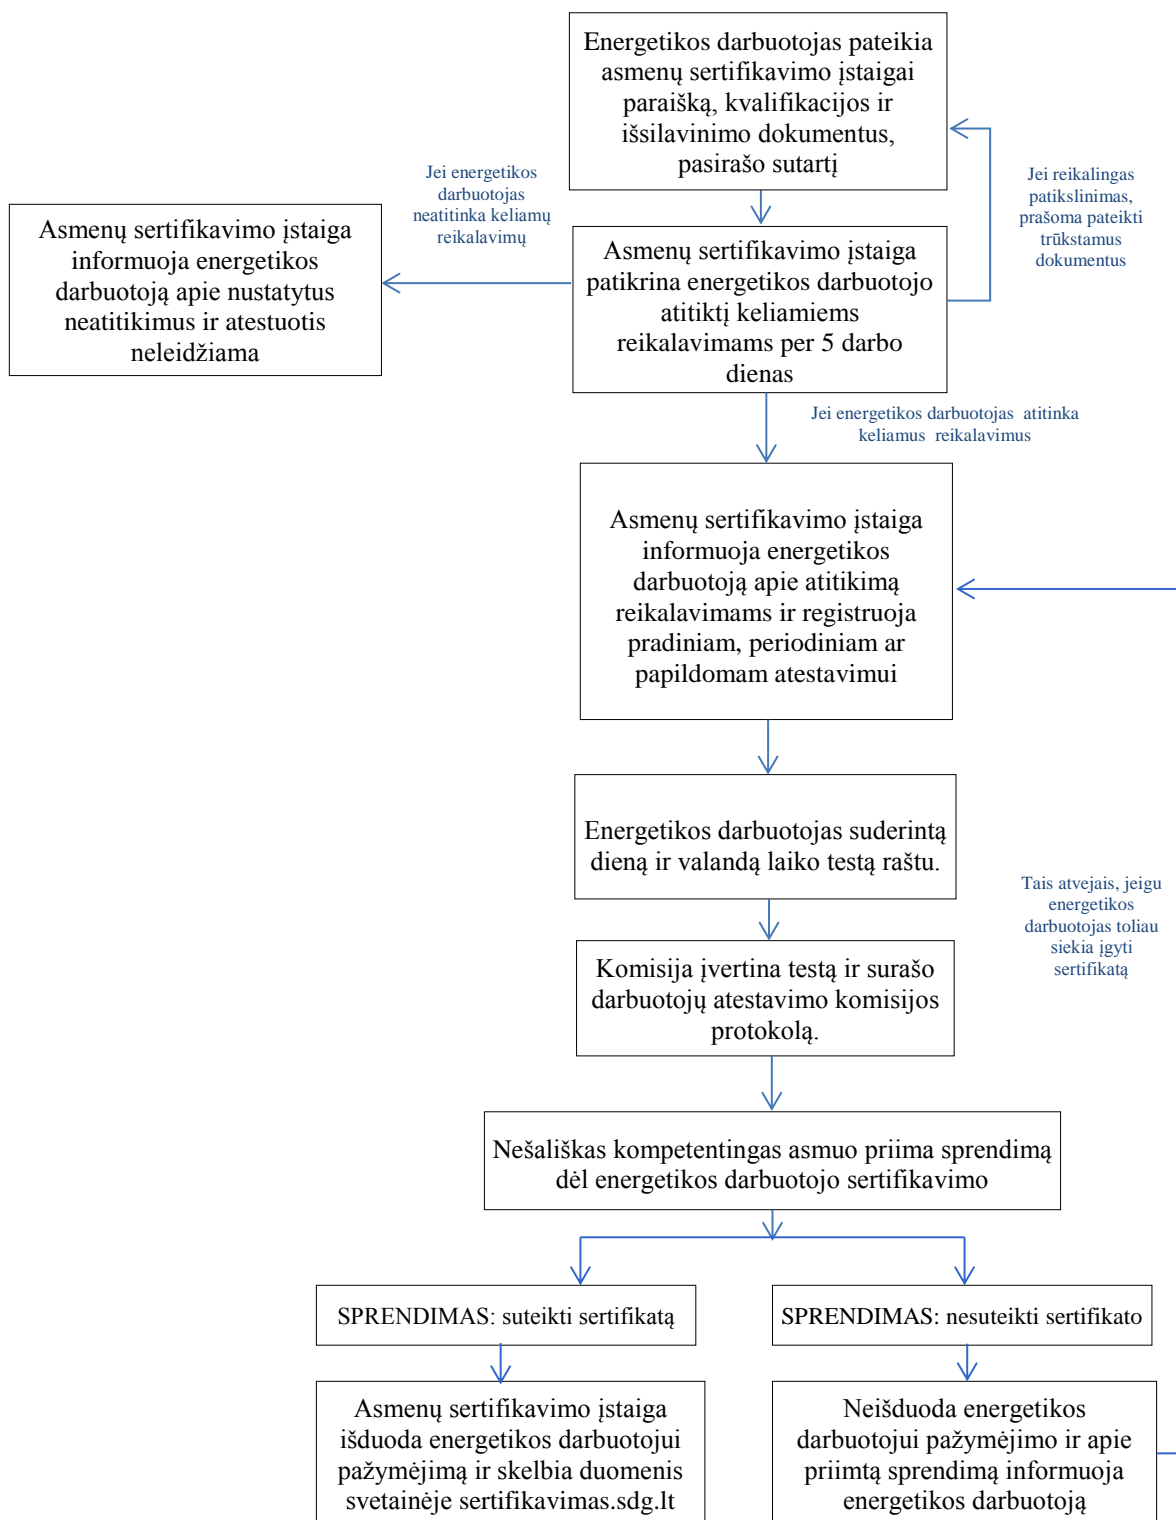 Energetikos darbuotojas pateikia
asmenų sertifikavimo įstaigai
paraišką, kvalifikacijos ir
išsilavinimo dokumentus,
pasirašo sutartį
Jei energetikos
darbuotojas
neatitinka keliamų
reikalavimų
Jei reikalingas
patikslinimas,
prašoma pateikti
trūkstamus
dokumentus
Asmenų sertifikavimo įstaiga
informuoja energetikos
darbuotoją apie nustatytus
neatitikimus ir atestuotis
neleidžiama
Asmenų sertifikavimo įstaiga
patikrina energetikos darbuotojo
atitiktį keliamiems
reikalavimams per 5 darbo
dienas
Jei energetikos darbuotojas atitinka
keliamus reikalavimus
Asmenų sertifikavimo įstaiga
informuoja energetikos
darbuotoją apie atitikimą
reikalavimams ir registruoja
pradiniam, periodiniam ar
papildomam atestavimui
Energetikos darbuotojas suderintą
dieną ir valandą laiko testą raštu.
Tais atvejais, jeigu
energetikos
darbuotojas toliau
siekia įgyti
sertifikatą
Komisija įvertina testą ir surašo
darbuotojų atestavimo komisijos
protokolą.
Nešališkas kompetentingas asmuo priima sprendimą
dėl energetikos darbuotojo sertifikavimo
SPRENDIMAS: suteikti sertifikatą
SPRENDIMAS: nesuteikti sertifikato
Asmenų sertifikavimo įstaiga
išduoda energetikos darbuotojui
pažymėjimą ir skelbia duomenis
svetainėje sertifikavimas.sdg.lt
Neišduoda energetikos
darbuotojui pažymėjimo ir apie
priimtą sprendimą informuoja
energetikos darbuotoją